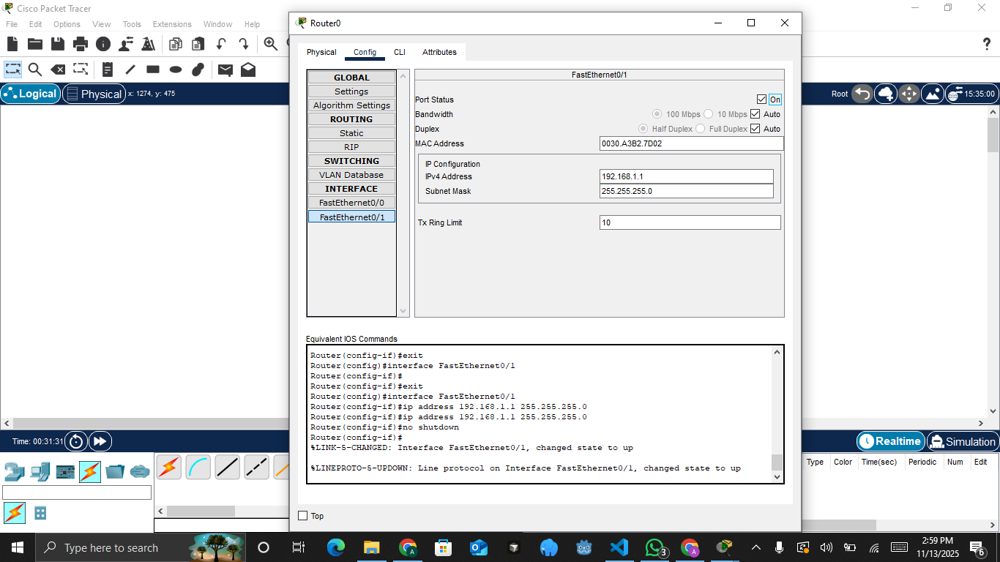 Cisco Packet Tracer
File Edit Options View Tools Extensions Window Help
Logical
Physical
x: 1274, y: 475
Root
15:35:00
Router0
Physical Config CLI Attributes
GLOBAL
Settings
Algorithm Settings
ROUTING
Static
RIP
SWITCHING
VLAN Database
INTERFACE
FastEthernet0/0
FastEthernet0/1
FastEthernet0/1
Port Status On
Bandwidth 100 Mbps 10 Mbps Auto
Duplex Half Duplex Full Duplex Auto
MAC Address 0030.A3B2.7D02
IP Configuration
IPv4 Address 192.168.1.1
Subnet Mask 255.255.255.0
Tx Ring Limit 10
Equivalent IOS Commands
Router(config-if)#exit
Router(config)#interface FastEthernet0/1
Router(config-if)#
Router(config-if)#exit
Router(config)#interface FastEthernet0/1
Router(config-if)#ip address 192.168.1.1 255.255.255.0
Router(config-if)#ip address 192.168.1.1 255.255.255.0
Router(config-if)#no shutdown
Router(config-if)#
%LINK-5-CHANGED: Interface FastEthernet0/1, changed state to up
%LINEPROTO-5-UPDOWN: Line protocol on Interface FastEthernet0/1, changed state to up
Top
Time: 00:31:31
Realtime
Simulation
Type Color Time(sec) Periodic Num Edit
Type here to search
3
A
A
2:59 PM
11/13/2025
6